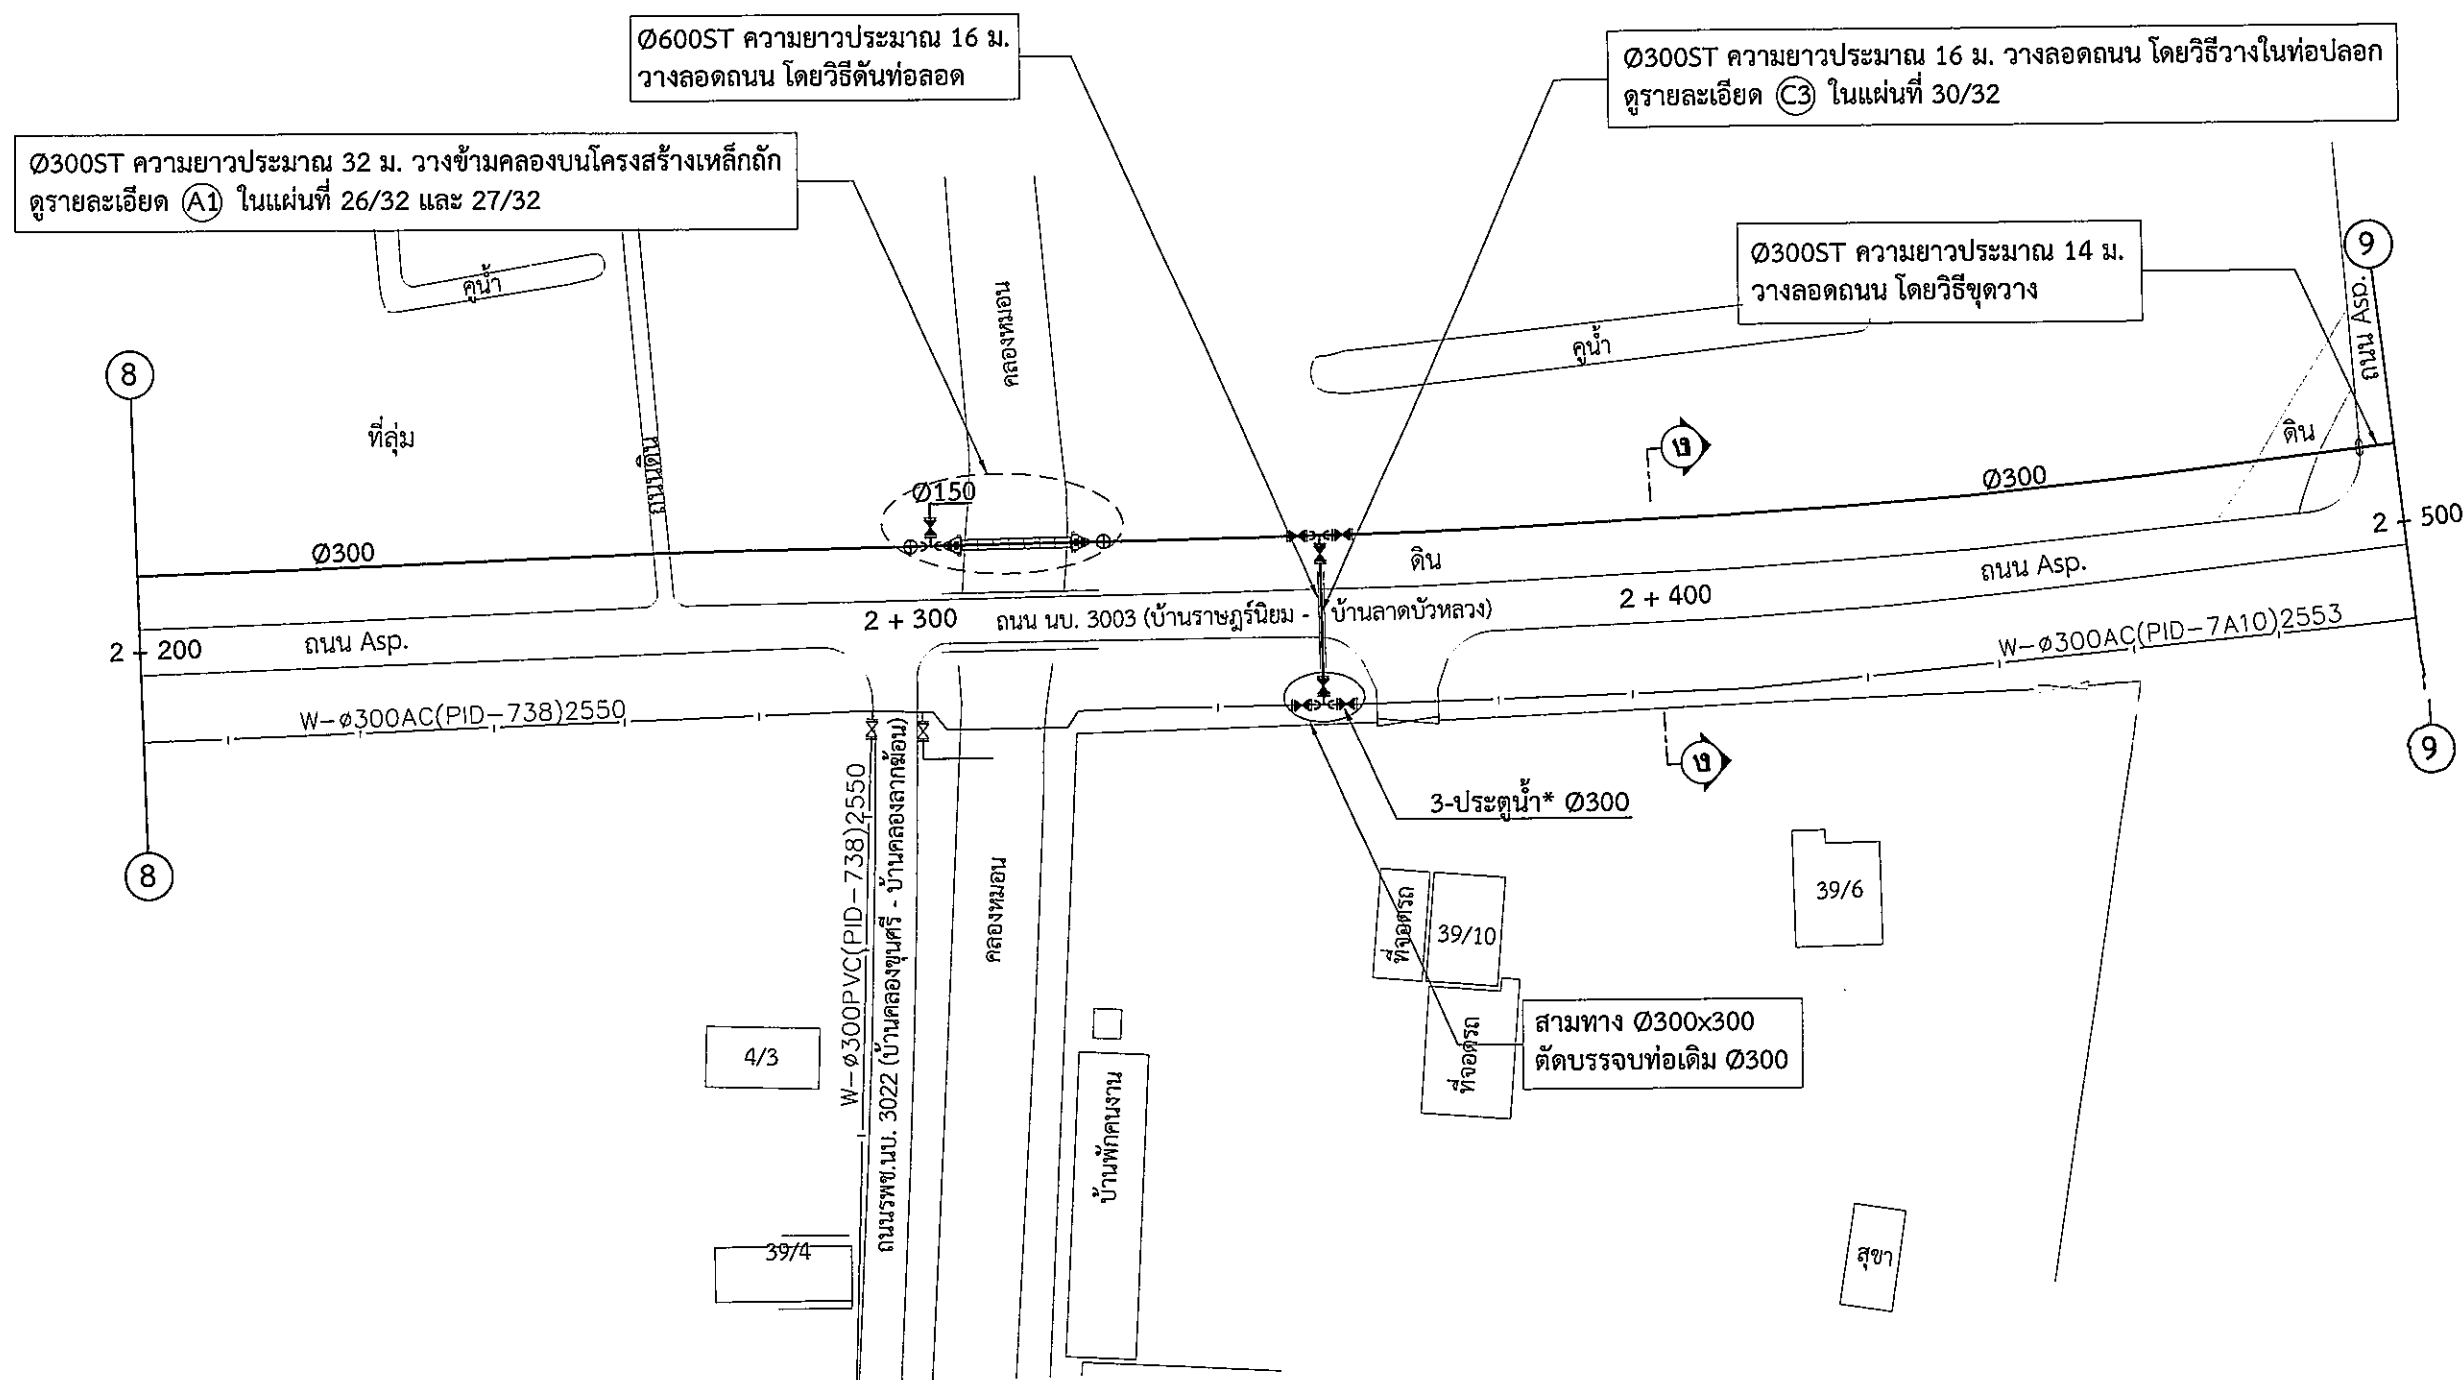 Ø600ST ความยาวประมาณ 16 ม.
วางลอดถนน โดยวิธีดันท่อลอด
Ø300ST ความยาวประมาณ 16 ม. วางลอดถนน โดยวิธีวางในท่อปลอก
ดูรายละเอียด C3 ในแผ่นที่ 30/32
Ø300ST ความยาวประมาณ 32 ม. วางข้ามคลองบนโครงสร้างเหล็กถัก
ดูรายละเอียด A1 ในแผ่นที่ 26/32 และ 27/32
Ø300ST ความยาวประมาณ 14 ม.
วางลอดถนน โดยวิธีขุดวาง
9
คูน้ำ
คลองหมอน
คูน้ำ
ถนน Asp.
8
ที่ลุ่ม
ถนนดิน
ง
ดิน
Ø150
Ø300
Ø300
2 + 500
ดิน
ถนน Asp.
2 + 300
ถนน นบ. 3003 (บ้านราษฎร์นิยม - บ้านลาดบัวหลวง)
2 + 400
2 + 200
ถนน Asp.
W-ø300AC(PID-7A10)2553
W-ø300AC(PID-738)2550
9
ง
3-ประตูน้ำ* Ø300
8
W-ø300PVC(PID-738)2550
ถนนรพช.นบ. 3022 (บ้านคลองขุนศรี - บ้านคลองลากฆ้อน)
คลองหมอน
ที่จอดรถ
39/10
39/6
สามทาง Ø300x300
ตัดบรรจบท่อเดิม Ø300
ที่จอดรถ
4/3
บ้านพักคนงาน
39/4
สุขา